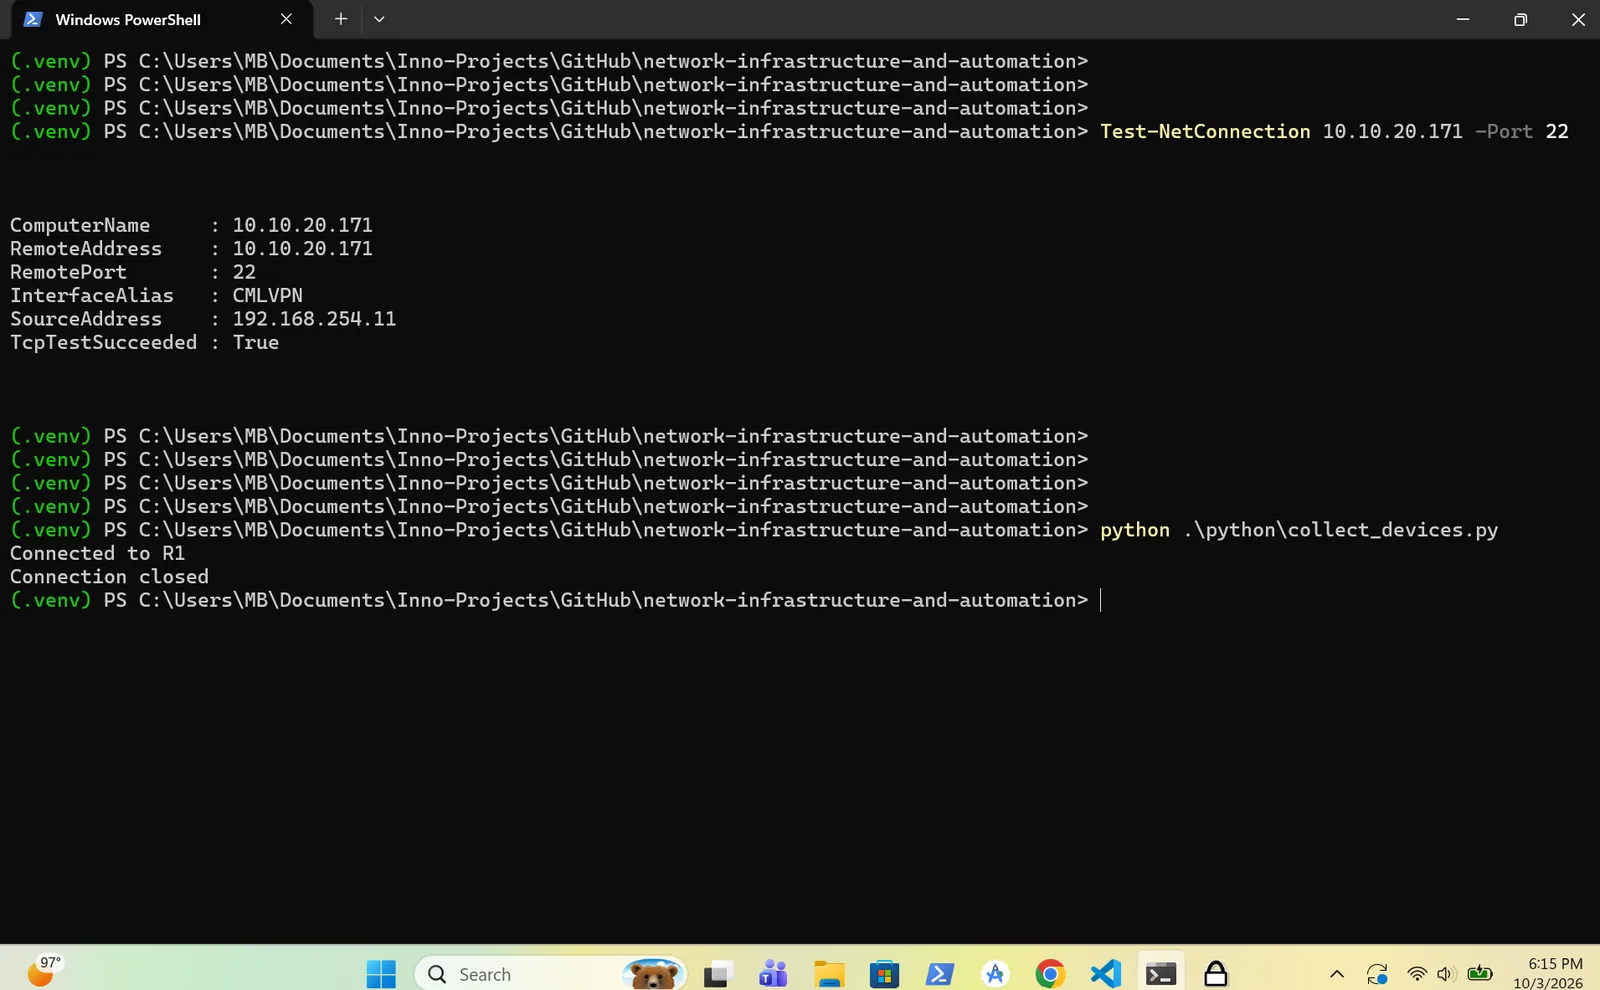 Windows PowerShell
(.venv) PS C:\Users\MB\Documents\Inno-Projects\GitHub\network-infrastructure-and-automation>
(.venv) PS C:\Users\MB\Documents\Inno-Projects\GitHub\network-infrastructure-and-automation>
(.venv) PS C:\Users\MB\Documents\Inno-Projects\GitHub\network-infrastructure-and-automation>
(.venv) PS C:\Users\MB\Documents\Inno-Projects\GitHub\network-infrastructure-and-automation> Test-NetConnection 10.10.20.171 -Port 22
ComputerName     : 10.10.20.171
RemoteAddress    : 10.10.20.171
RemotePort       : 22
InterfaceAlias   : CMLVPN
SourceAddress    : 192.168.254.11
TcpTestSucceeded : True
(.venv) PS C:\Users\MB\Documents\Inno-Projects\GitHub\network-infrastructure-and-automation>
(.venv) PS C:\Users\MB\Documents\Inno-Projects\GitHub\network-infrastructure-and-automation>
(.venv) PS C:\Users\MB\Documents\Inno-Projects\GitHub\network-infrastructure-and-automation>
(.venv) PS C:\Users\MB\Documents\Inno-Projects\GitHub\network-infrastructure-and-automation>
(.venv) PS C:\Users\MB\Documents\Inno-Projects\GitHub\network-infrastructure-and-automation> python .\python\collect_devices.py
Connected to R1
Connection closed
(.venv) PS C:\Users\MB\Documents\Inno-Projects\GitHub\network-infrastructure-and-automation>
97°
Search
6:15 PM
10/3/2026